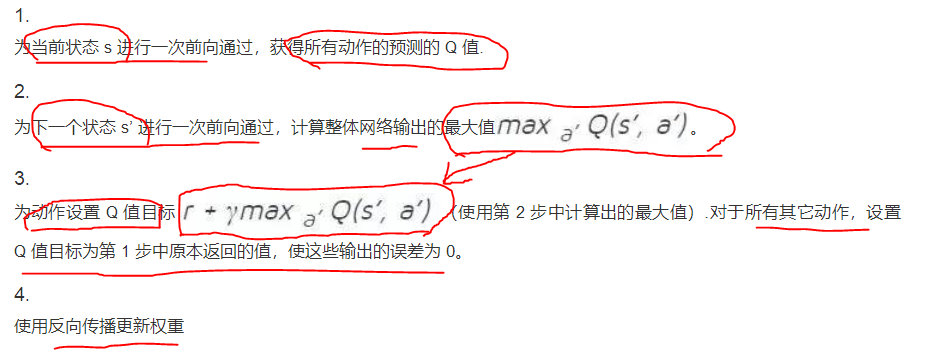 1.
为当前状态 s 进行一次前向通过，获得所有动作的预测的 Q 值.
2.
为下一个状态 s′ 进行一次前向通过，计算整体网络输出的最大值max a′ Q(s′, a′)。
3.
为动作设置 Q 值目标 r + γmax a′ Q(s′, a′)（使用第 2 步中计算出的最大值）.对于所有其它动作，设置
Q 值目标为第 1 步中原本返回的值，使这些输出的误差为 0。
4.
使用反向传播更新权重